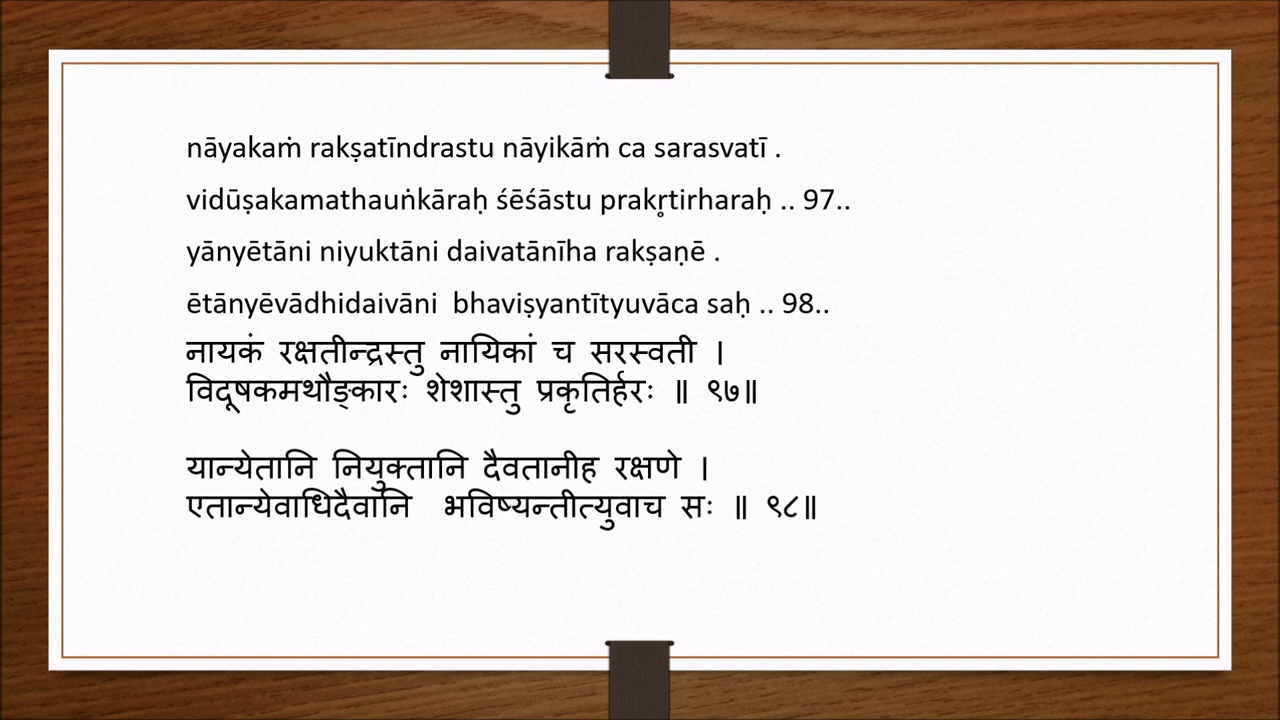 nāyakaṁ rakṣatīndrastu nāyikāṁ ca sarasvatī .
vidūṣakamathauṅkāraḥ śēśāstu prakr̥tirharaḥ .. 97..
yānyētāni niyuktāni daivatānīha rakṣaṇē .
ētānyēvādhidaivāni  bhaviṣyantītyuvāca saḥ .. 98..
नायकं रक्षतीन्द्रस्तु नायिकां च सरस्वती ।
विदूषकमथौङ्कारः शेशास्तु प्रकृतिर्हरः ॥ ९७॥
यान्येतानि नियुक्तानि दैवतानीह रक्षणे ।
एतान्येवाधिदैवानि  भविष्यन्तीत्युवाच सः ॥ ९८॥